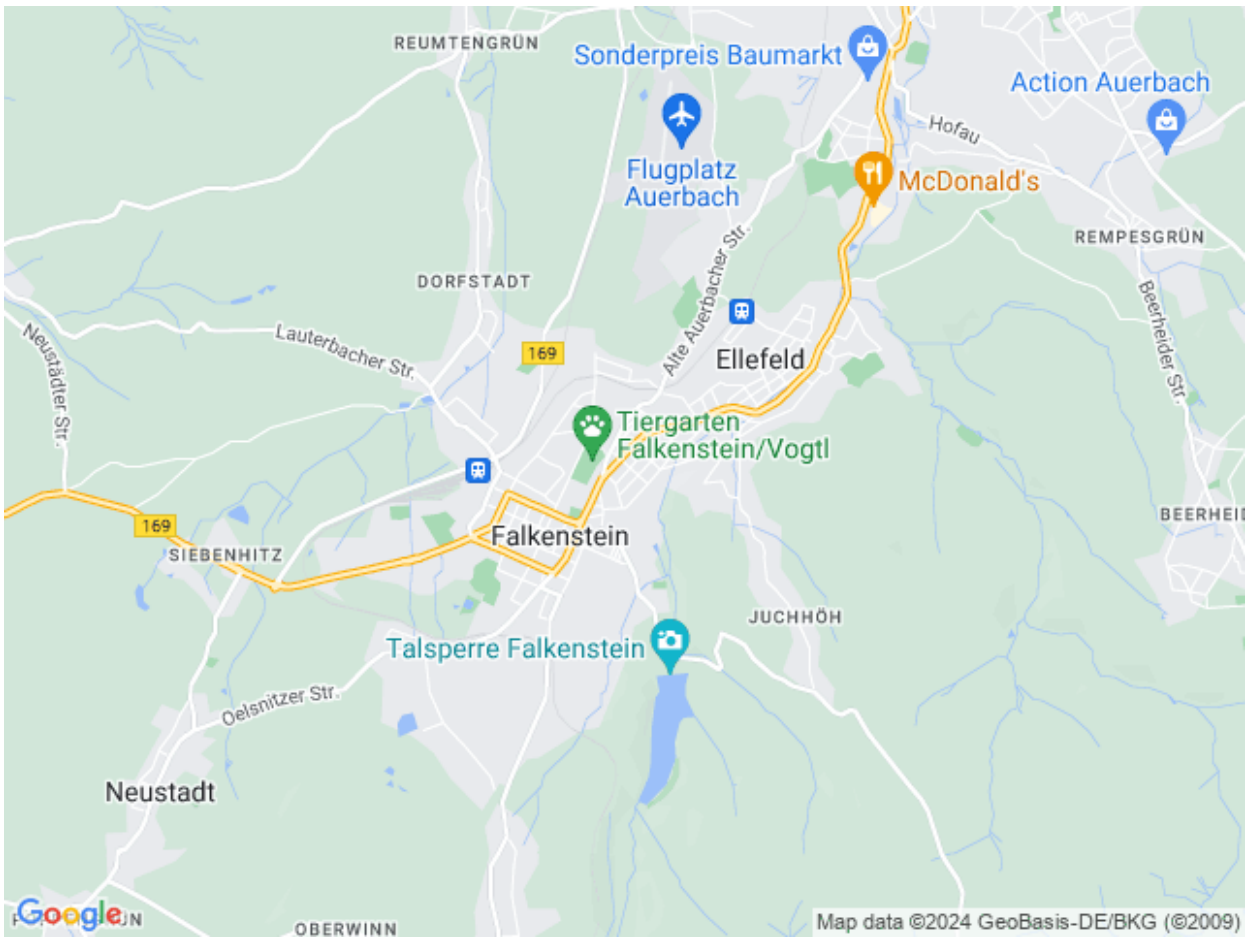 REUMTENGRÜN
Sonderpreis Baumarkt
Action Auerbach
Hofau
Flugplatz
Auerbach
McDonald's
REMPESGRÜN
DORFSTADT
Alte Auerbacher Str.
Beerheider Str.
Neustädter Str.
Lauterbacher Str.
169
Ellefeld
Tiergarten
Falkenstein/Vogtl
169
Falkenstein
BEERHEID
SIEBENHITZ
JUCHHÖH
Talsperre Falkenstein
Oelsnitzer Str.
Neustadt
Google
OBERWINN
Map data ©2024 GeoBasis-DE/BKG (©2009)